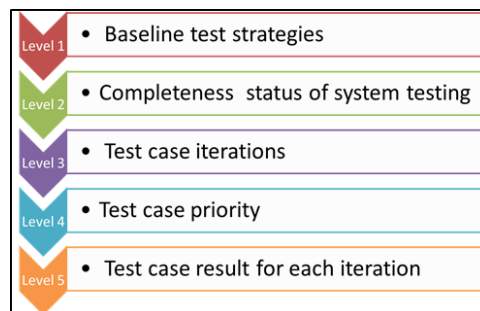 Level 1
• Baseline test strategies
Level 2
• Completeness status of system testing
Level 3
• Test case iterations
Level 4
• Test case priority
Level 5
• Test case result for each iteration